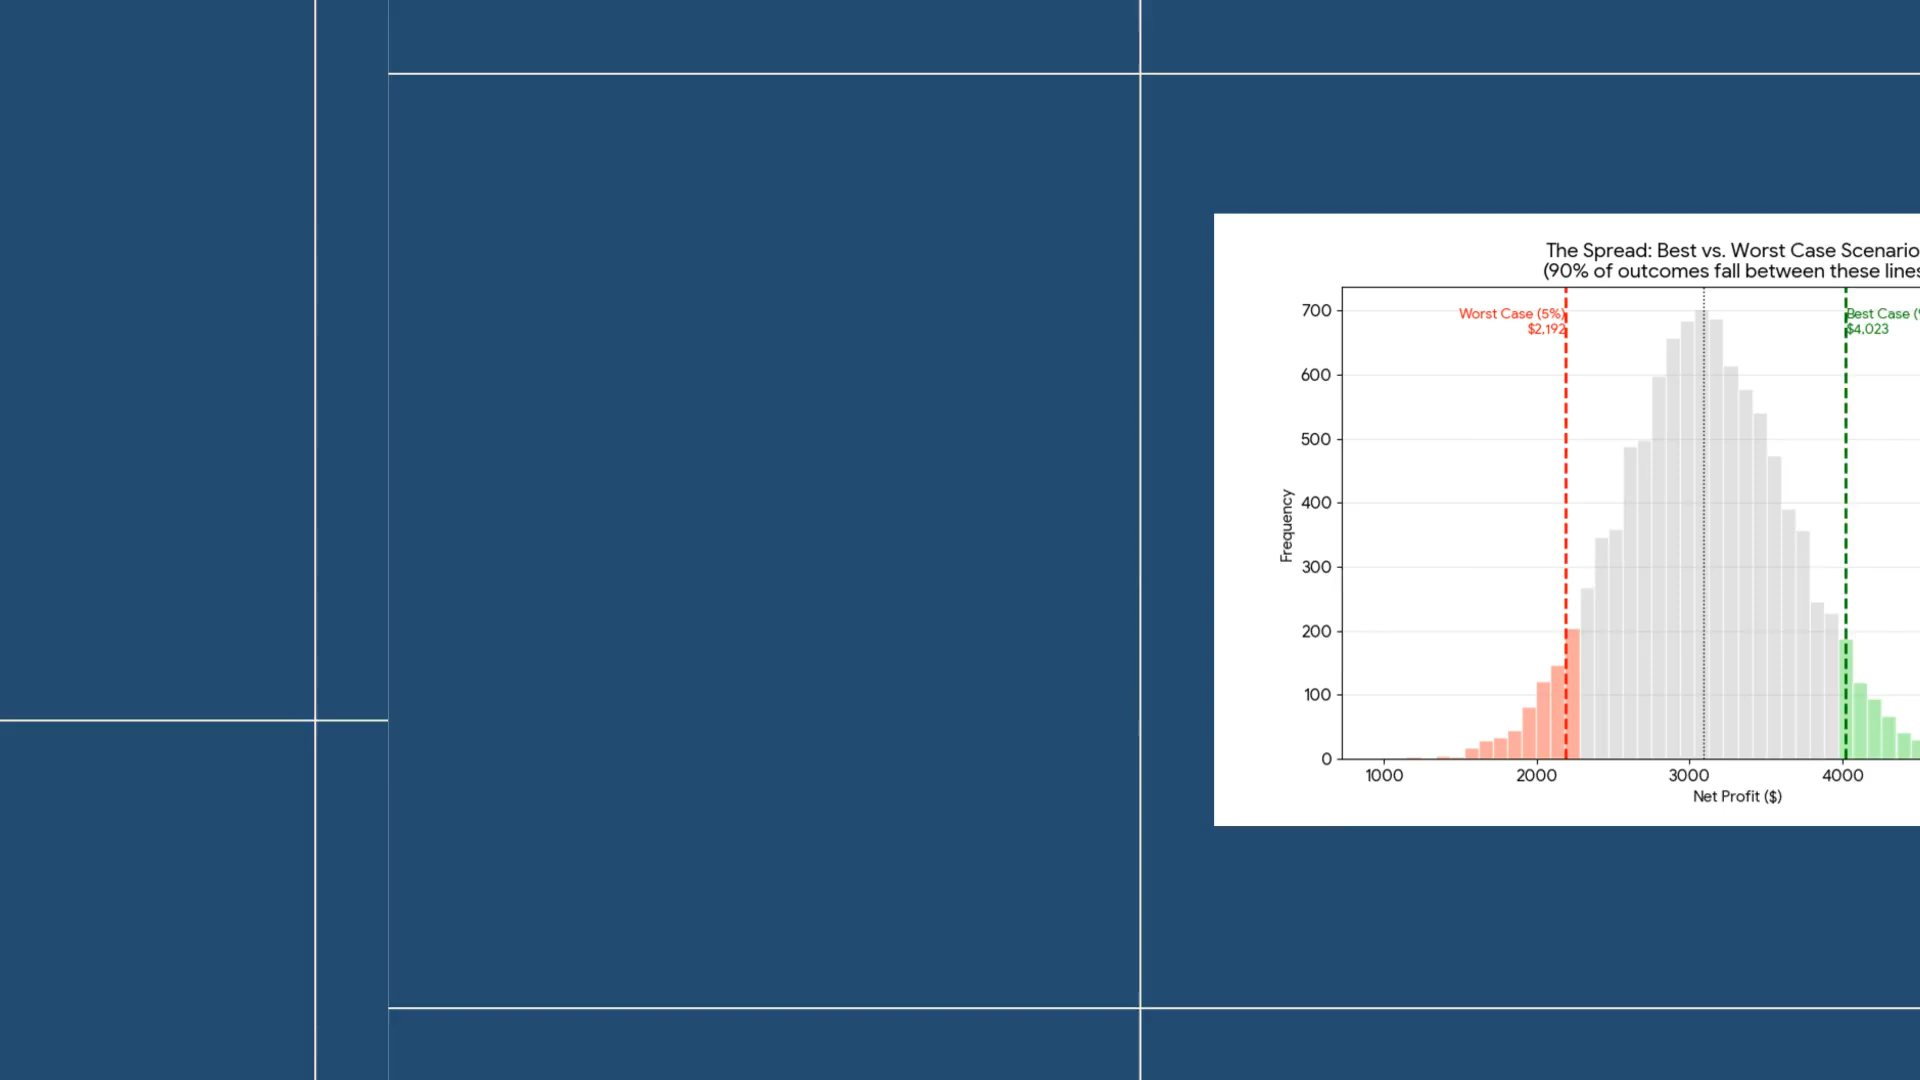 The Spread: Best vs. Worst Case Scenario
(90% of outcomes fall between these lines
Worst Case (5%)
$2,192
Best Case (
$4,023
700
600
500
400
300
200
100
0
Frequency
1000 2000 3000 4000
Net Profit ($)